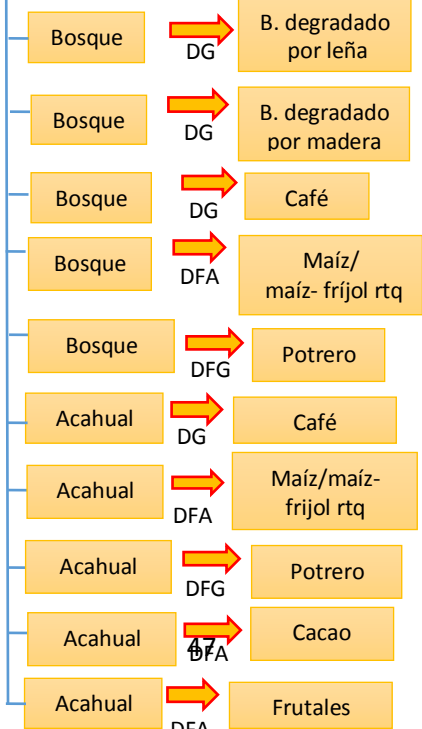 Bosque
DG
B. degradado
por leña
Bosque
DG
B. degradado
por madera
Bosque
DG
Café
Bosque
DFA
Maíz/
maíz- fríjol rtq
Bosque
DFG
Potrero
Acahual
DG
Café
Acahual
DFA
Maíz/maíz-
frijol rtq
Acahual
DFG
Potrero
Acahual
47
DFA
Cacao
Acahual
DFA
Frutales